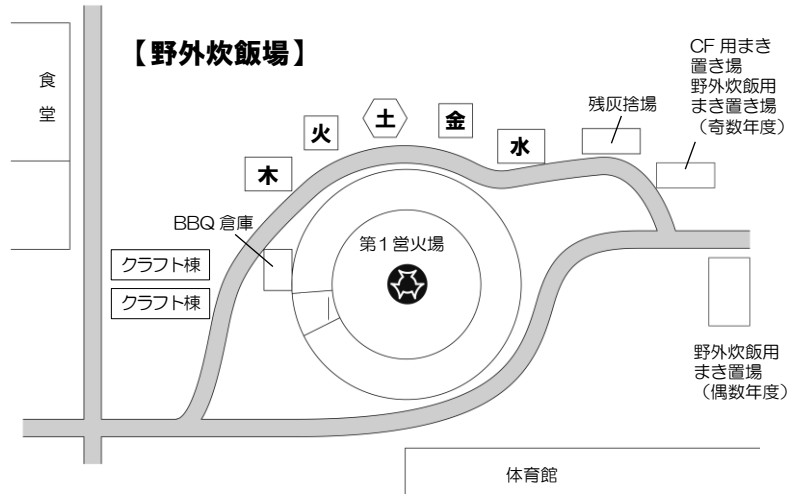 【野外炊飯場】
食
堂
木
火
土
金
水
残灰捨場
CF 用まき
置き場
野外炊飯用
まき置き場
（奇数年度）
BBQ 倉庫
第1営火場
クラフト棟
クラフト棟
野外炊飯用
まき置場
（偶数年度）
体育館